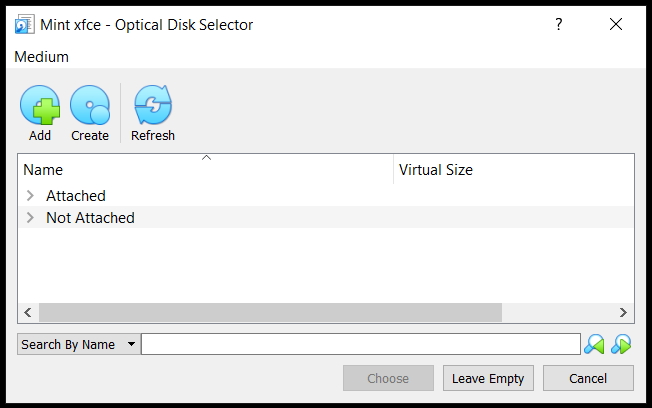 Mint xfce - Optical Disk Selector
?
Medium
Add Create Refresh
Name Virtual Size
Attached
Not Attached
Search By Name
Choose Leave Empty Cancel